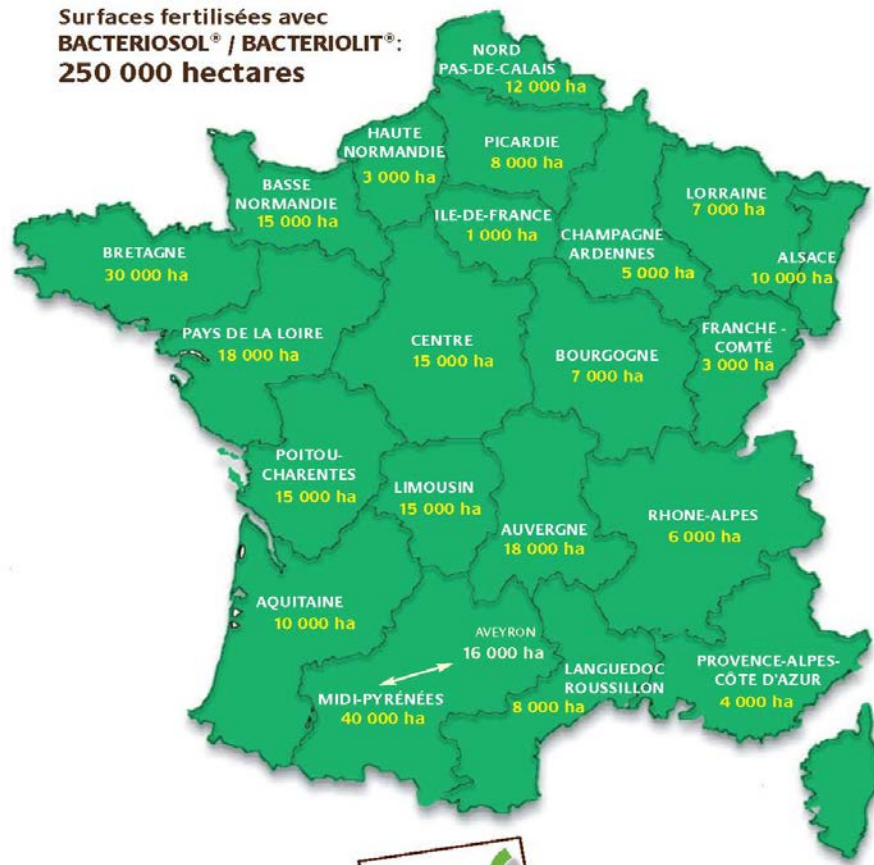 Surfaces fertilisées avec
BACTERIOSOL® / BACTERIOLIT®:
250 000 hectares
NORD
PAS-DE-CALAIS
12 000 ha
HAUTE
NORMANDIE
3 000 ha
PICARDIE
8 000 ha
BASSE
NORMANDIE
15 000 ha
ILE-DE-FRANCE
1 000 ha
CHAMPAGNE
ARDENNES
5 000 ha
LORRAINE
7 000 ha
ALSACE
10 000 ha
BRETAGNE
30 000 ha
PAYS DE LA LOIRE
18 000 ha
CENTRE
15 000 ha
BOURGOGNE
7 000 ha
FRANCHE-
COMTÉ
3 000 ha
POITOU-
CHARENTES
15 000 ha
LIMOUSIN
15 000 ha
AUVERGNE
18 000 ha
RHONE-ALPES
6 000 ha
AQUITAINE
10 000 ha
AVEYRON
16 000 ha
MIDI-PYRÉNÉES
40 000 ha
LANGUEDOC
ROUSSILLON
8 000 ha
PROVENCE-ALPES-
CÔTE D'AZUR
4 000 ha